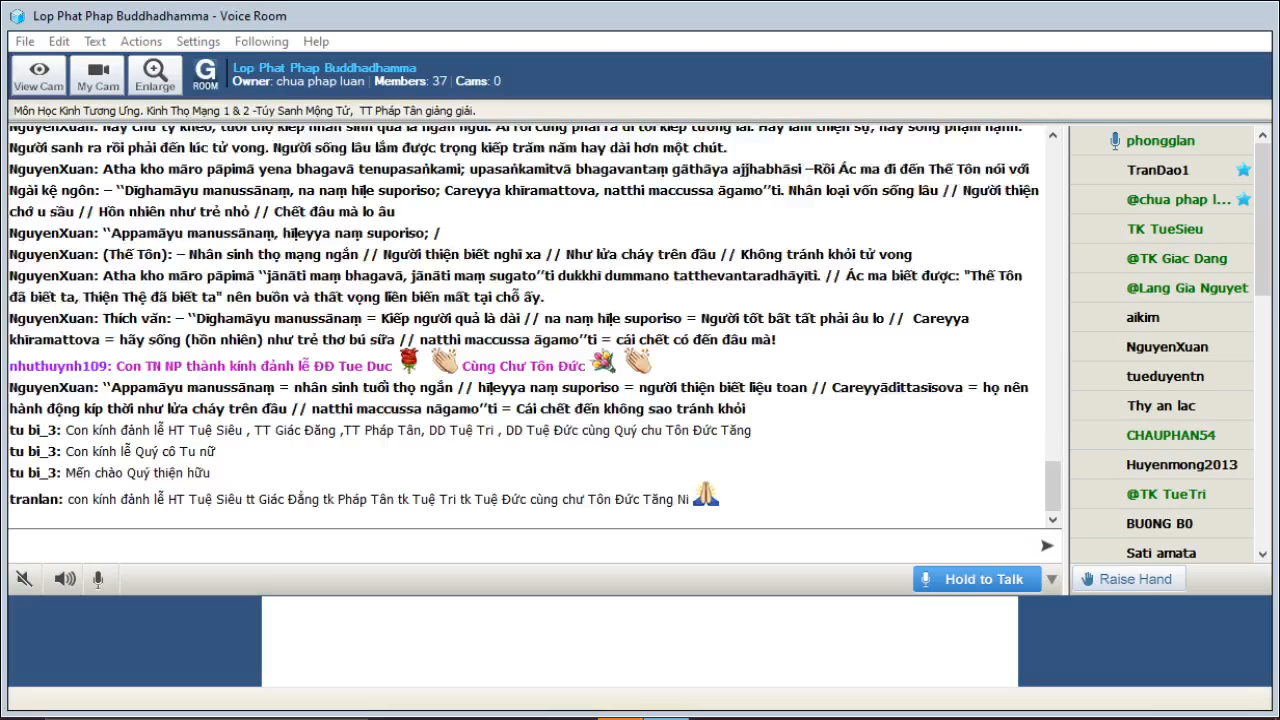 Lop Phat Phap Buddhadhamma - Voice Room
File Edit Text Actions Settings Following Help
View Cam My Cam Enlarge G ROOM
Lop Phat Phap Buddhadhamma
Owner: chua phap luan | Members: 37 | Cams: 0
Môn Học Kinh Tương Ưng. Kinh Thọ Mạng 1 & 2 -Túy Sanh Mộng Tử, TT Pháp Tân giảng giải.
NguyenXuan: Này chư tỳ kheo, tuổi thọ kiếp nhân sinh quả là ngắn ngủi. Ai rồi cũng phải ra đi tới kiếp tương lai. Hãy làm thiện sự, hãy sống phạm hạnh.
Người sanh ra rồi phải đến lúc tử vong. Người sống lâu lắm được trọng kiếp trăm năm hay dài hơn một chút.
NguyenXuan: Atha kho māro pāpimā yena bhagavā tenupasaṅkami; upasaṅkamitvā bhagavantaṃ gāthāya ajjhabhāsi –Rồi Ác ma đi đến Thế Tôn nói với
Ngài kệ ngôn: – ‘‘Dīghamāyu manussānaṃ, na naṃ hīḷe suporiso; Careyya khīramattova, natthi maccussa āgamo’’ti. Nhân loại vốn sống lâu // Người thiện
chớ u sầu // Hồn nhiên như trẻ nhỏ // Chết đâu mà lo âu
NguyenXuan: ‘‘Appamāyu manussānaṃ, hīḷeyya naṃ suporiso; /
NguyenXuan: (Thế Tôn): – Nhân sinh thọ mạng ngắn // Người thiện biết nghĩ xa // Như lửa cháy trên đầu // Không tránh khỏi tử vong
NguyenXuan: Atha kho māro pāpimā ‘‘jānāti maṃ bhagavā, jānāti maṃ sugato’’ti dukkhī dummano tatthevantaradhāyīti. // Ác ma biết được: "Thế Tôn
đã biết ta, Thiện Thệ đã biết ta" nên buồn và thất vọng liền biến mất tại chỗ ấy.
NguyenXuan: Thích văn: – ‘‘Dīghamāyu manussānaṃ = Kiếp người quả là dài // na naṃ hīḷe suporiso = Người tốt bất tất phải âu lo // Careyya
khīramattova = hãy sống (hồn nhiên) như trẻ thơ bú sữa // natthi maccussa āgamo’’ti = cái chết có đến đâu mà!
nhuthuynh109: Con TN NP thành kính đảnh lễ ĐĐ Tue Duc Cùng Chư Tôn Đức
NguyenXuan: ‘‘Appamāyu manussānaṃ = nhân sinh tuổi thọ ngắn // hīḷeyya naṃ suporiso = người thiện biết liệu toan // Careyyādittasīsova = họ nên
hành động kíp thời như lửa cháy trên đầu // natthi maccussa nāgamo’’ti = Cái chết đến không sao tránh khỏi
tu bi_3: Con kính đảnh lễ HT Tuệ Siêu , TT Giác Đăng ,TT Pháp Tân, DD Tuệ Tri , DD Tuệ Đức cùng Quý chu Tôn Đức Tăng
tu bi_3: Con kính lễ Quý cô Tu nữ
tu bi_3: Mến chào Quý thiện hữu
tranlan: con kính đảnh lễ HT Tuệ Siêu tt Giác Đẳng tk Pháp Tân tk Tuệ Tri tk Tuệ Đức cùng chư Tôn Đức Tăng Ni
phongglan
TranDao1
@chua phap l...
TK TueSieu
@TK Giac Dang
@Lang Gia Nguyet
aikim
NguyenXuan
tueduyentn
Thy an lac
CHAUPHAN54
Huyenmong2013
@TK TueTri
BU0NG B0
Sati amata
Hold to Talk
Raise Hand